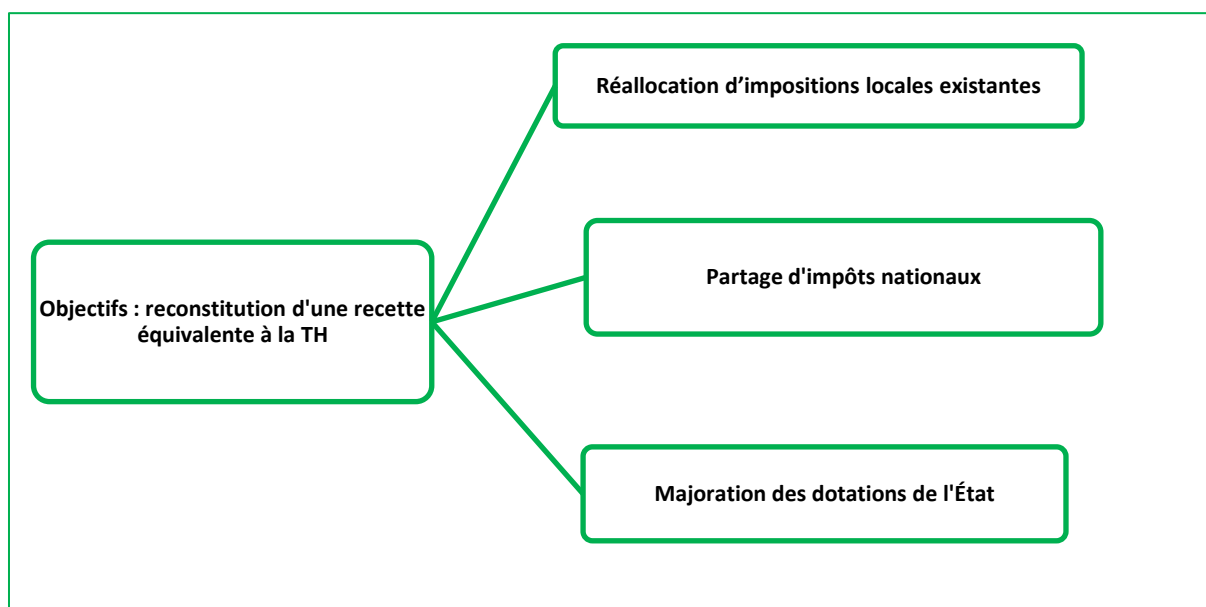 Réallocation d’impositions locales existantes
Objectifs : reconstitution d'une recette
équivalente à la TH
Partage d'impôts nationaux
Majoration des dotations de l'État